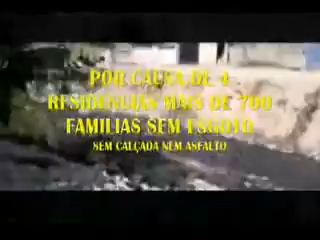 POR CAUSA DE 4
RESIDENCIAS MAIS DE 700
FAMILIAS SEM ESGOTO
SEM CALÇADA NEM ASFALTO